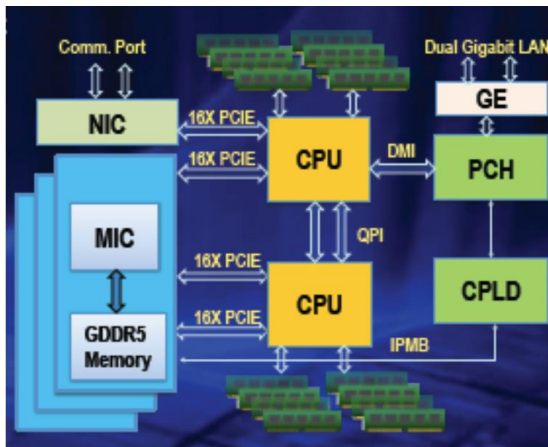 Comm. Port
Dual Gigabit LAN
NIC
16X PCIE
GE
16X PCIE
CPU
DMI
PCH
MIC
QPI
16X PCIE
CPU
CPLD
GDDR5
Memory
16X PCIE
IPMB